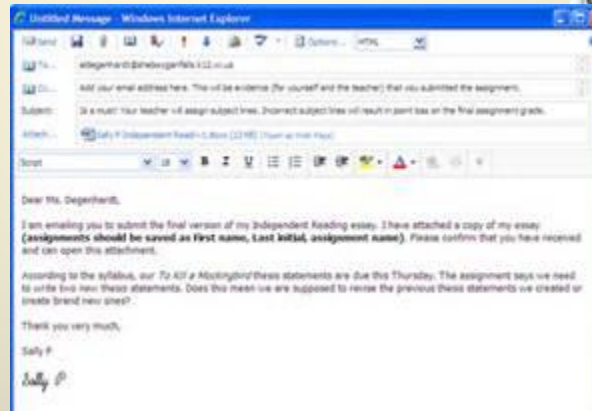 Untitled Message - Windows Internet Explorer
Send Options... HTML
To...
Cc... Add your email address here. This will be evidence (for yourself and the teacher) that you submitted the assignment.
Subject: Is a must! Your teacher will assign subject lines. Incorrect subject lines will result in point loss on the final assignment grade.
Attach... Sally P Independent
Script 18 B I U A
Dear Ms. Degenhardt,
I am emailing you to submit the final version of my Independent Reading essay. I have attached a copy of my essay
(assignments should be saved as First name, Last initial, assignment name). Please confirm that you have received
and can open this attachment.
According to the syllabus, our To Kill a Mockingbird thesis statements are due this Thursday. The assignment says we need
to write two new thesis statements. Does this mean we are supposed to revise the previous thesis statements we created or
create brand new ones?
Thank you very much,
Sally P
Sally P